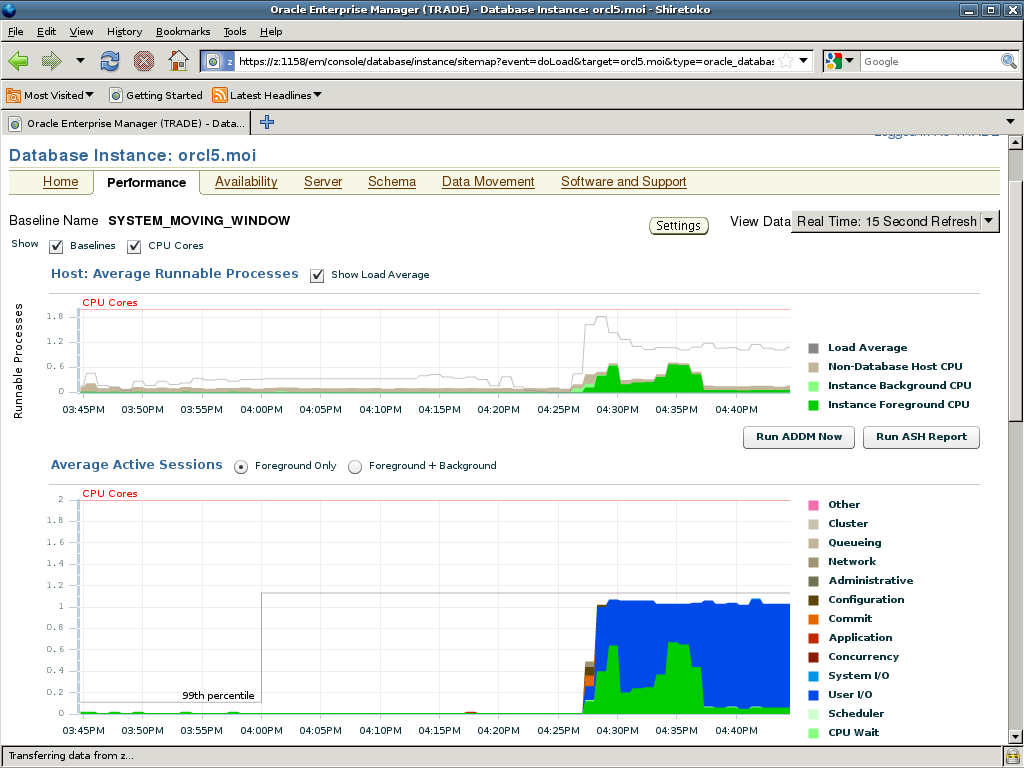 Oracle Enterprise Manager (TRADE) - Database Instance: orcl5.moi - Shiretoko
File Edit View History Bookmarks Tools Help
z https://z:1158/em/console/database/instance/sitemap?event=doLoad&target=orcl5.moi&type=oracle_databas Google
Most Visited Getting Started Latest Headlines
Oracle Enterprise Manager (TRADE) - Data...
Database Instance: orcl5.moi
Home Performance Availability Server Schema Data Movement Software and Support
Baseline Name SYSTEM_MOVING_WINDOW Settings View Data Real Time: 15 Second Refresh
Show Baselines CPU Cores
Host: Average Runnable Processes Show Load Average
Runnable Processes
CPU Cores
1.8
1.2
0.6
0
03:45PM 03:50PM 03:55PM 04:00PM 04:05PM 04:10PM 04:15PM 04:20PM 04:25PM 04:30PM 04:35PM 04:40PM
Load Average
Non-Database Host CPU
Instance Background CPU
Instance Foreground CPU
Run ADDM Now Run ASH Report
Average Active Sessions Foreground Only Foreground + Background
CPU Cores
2
1.8
1.6
1.4
1.2
1
0.8
0.6
0.4
0.2
0
99th percentile
03:45PM 03:50PM 03:55PM 04:00PM 04:05PM 04:10PM 04:15PM 04:20PM 04:25PM 04:30PM 04:35PM 04:40PM
Other
Cluster
Queueing
Network
Administrative
Configuration
Commit
Application
Concurrency
System I/O
User I/O
Scheduler
CPU Wait
Transferring data from z...